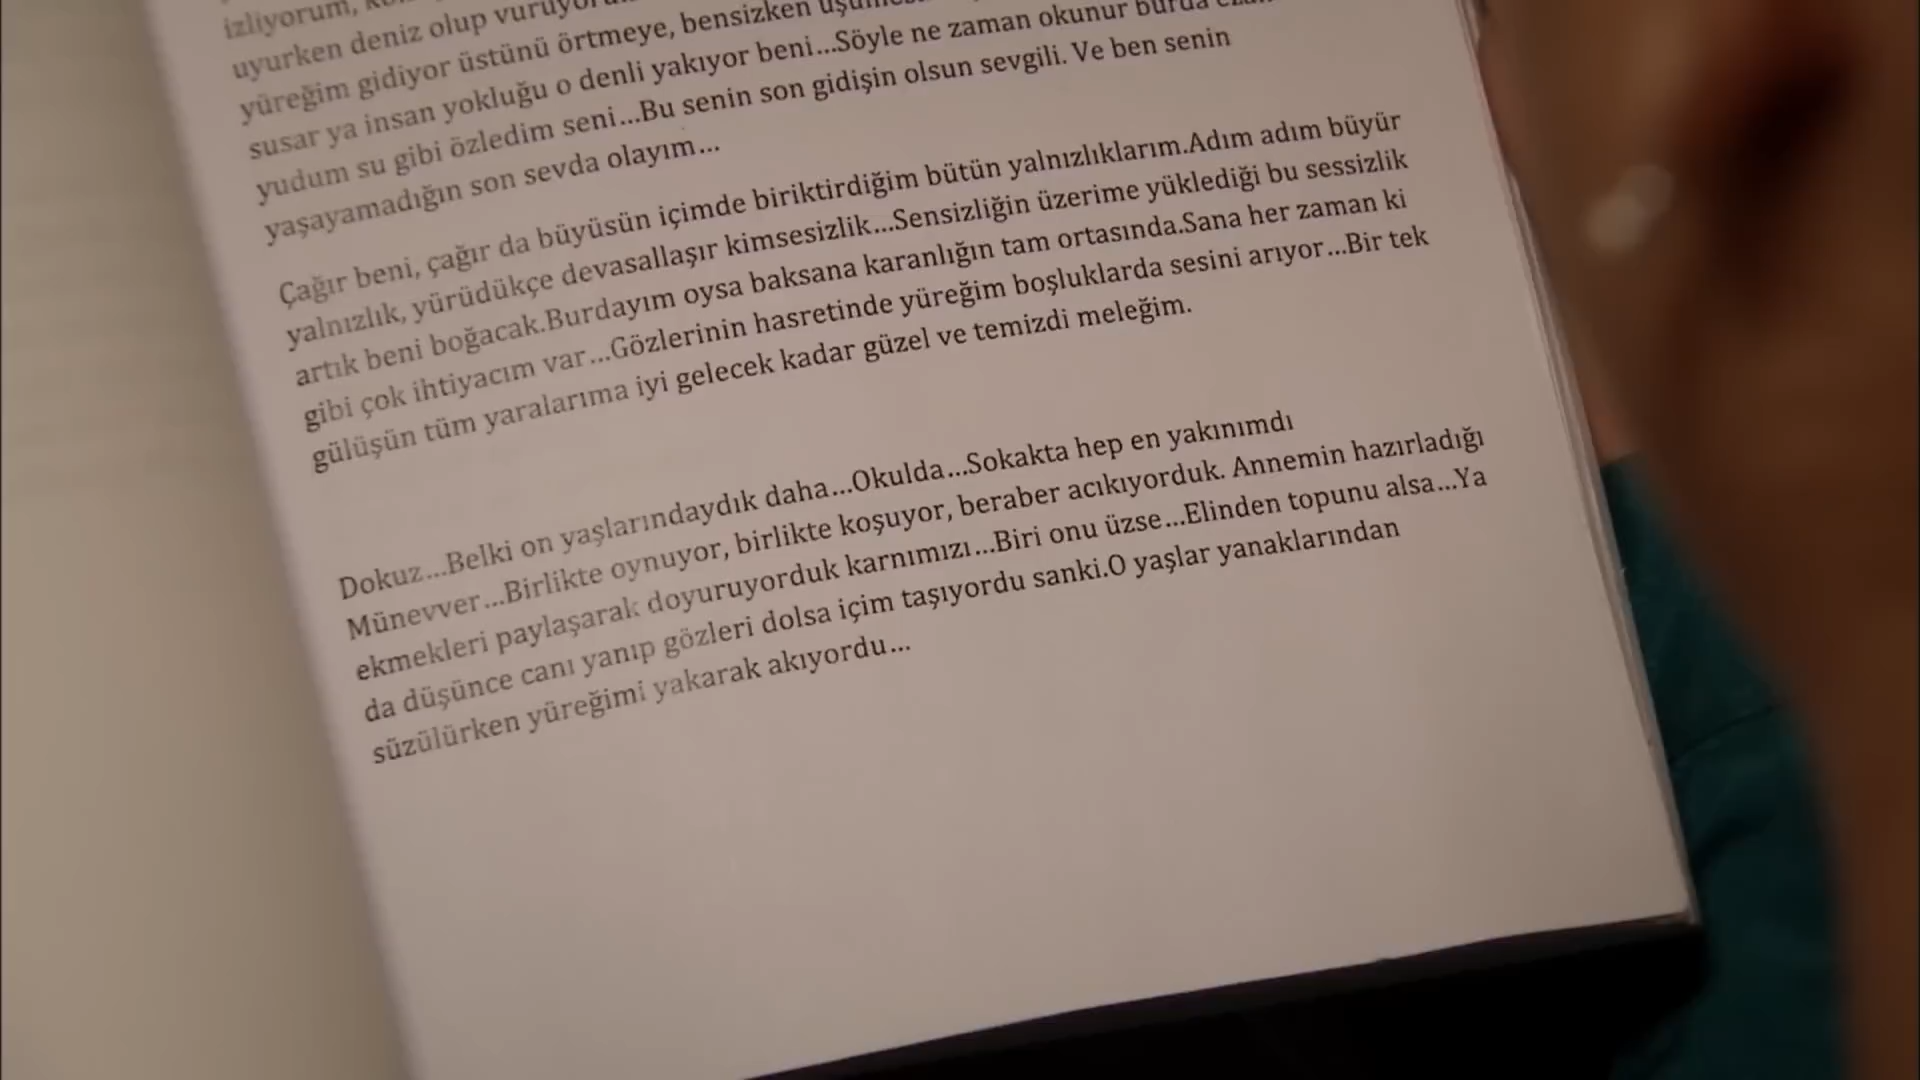 izliyorum,
uyurken deniz olup vuruyor
yüreğim gidiyor üstünü örtmeye, bensizken
susar ya insan yokluğu o denli yakıyor beni...Söyle ne zaman okunur burda
yudum su gibi özledim seni...Bu senin son gidişin olsun sevgili. Ve ben senin
yaşayamadığın son sevda olayım...
Çağır beni, çağır da büyüsün içimde biriktirdiğim bütün yalnızlıklarım.Adım adım büyür
yalnızlık, yürüdükçe devasallaşır kimsesizlik...Sensizliğin üzerime yüklediği bu sessizlik
artık beni boğacak.Burdayım oysa baksana karanlığın tam ortasında.Sana her zaman ki
gibi çok ihtiyacım var...Gözlerinin hasretinde yüreğim boşluklarda sesini arıyor...Bir tek
gülüşün tüm yaralarıma iyi gelecek kadar güzel ve temizdi meleğim.
Dokuz...Belki on yaşlarındaydık daha...Okulda...Sokakta hep en yakınımdı
Münevver...Birlikte oynuyor, birlikte koşuyor, beraber acıkıyorduk. Annemin hazırladığı
ekmekleri paylaşarak doyuruyorduk karnımızı...Biri onu üzse...Elinden topunu alsa...Ya
da düşünce canı yanıp gözleri dolsa içim taşıyordu sanki.O yaşlar yanaklarından
süzülürken yüreğimi yakarak akıyordu...